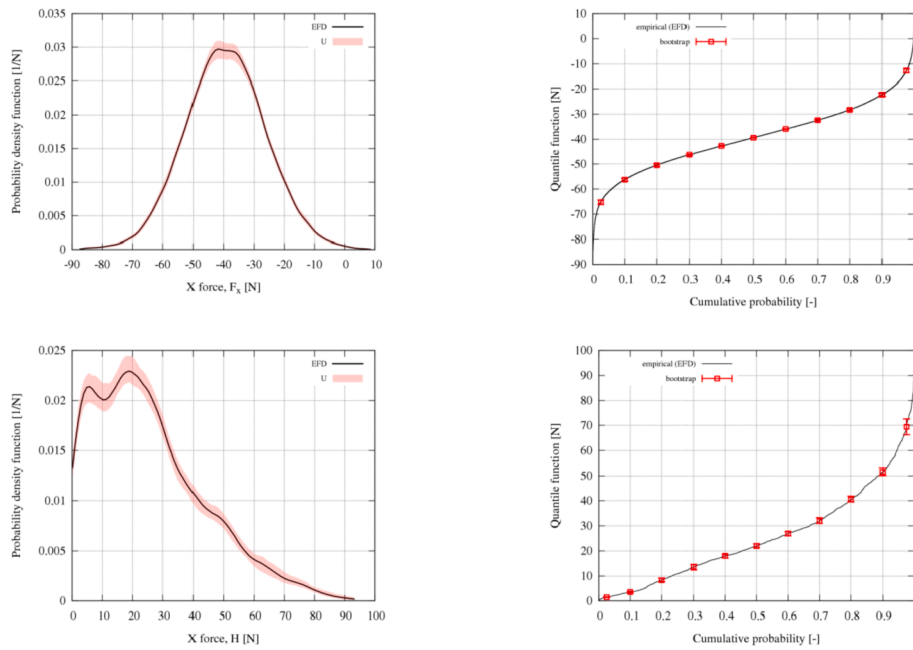 0.035
0.03
0.025
0.02
0.015
0.01
0.005
0
Probability density function [1/N]
EFD
U
-90 -80 -70 -60 -50 -40 -30 -20 -10 0 10
X force, F_x [N]
10
0
-10
-20
-30
-40
-50
-60
-70
-80
-90
Quantile function [N]
empirical (EFD)
bootstrap
0 0.1 0.2 0.3 0.4 0.5 0.6 0.7 0.8 0.9
Cumulative probability [-]
0.025
0.02
0.015
0.01
0.005
0
Probability density function [1/N]
EFD
U
0 10 20 30 40 50 60 70 80 90 100
X force, H [N]
100
90
80
70
60
50
40
30
20
10
0
Quantile function [N]
empirical (EFD)
bootstrap
0 0.1 0.2 0.3 0.4 0.5 0.6 0.7 0.8 0.9
Cumulative probability [-]